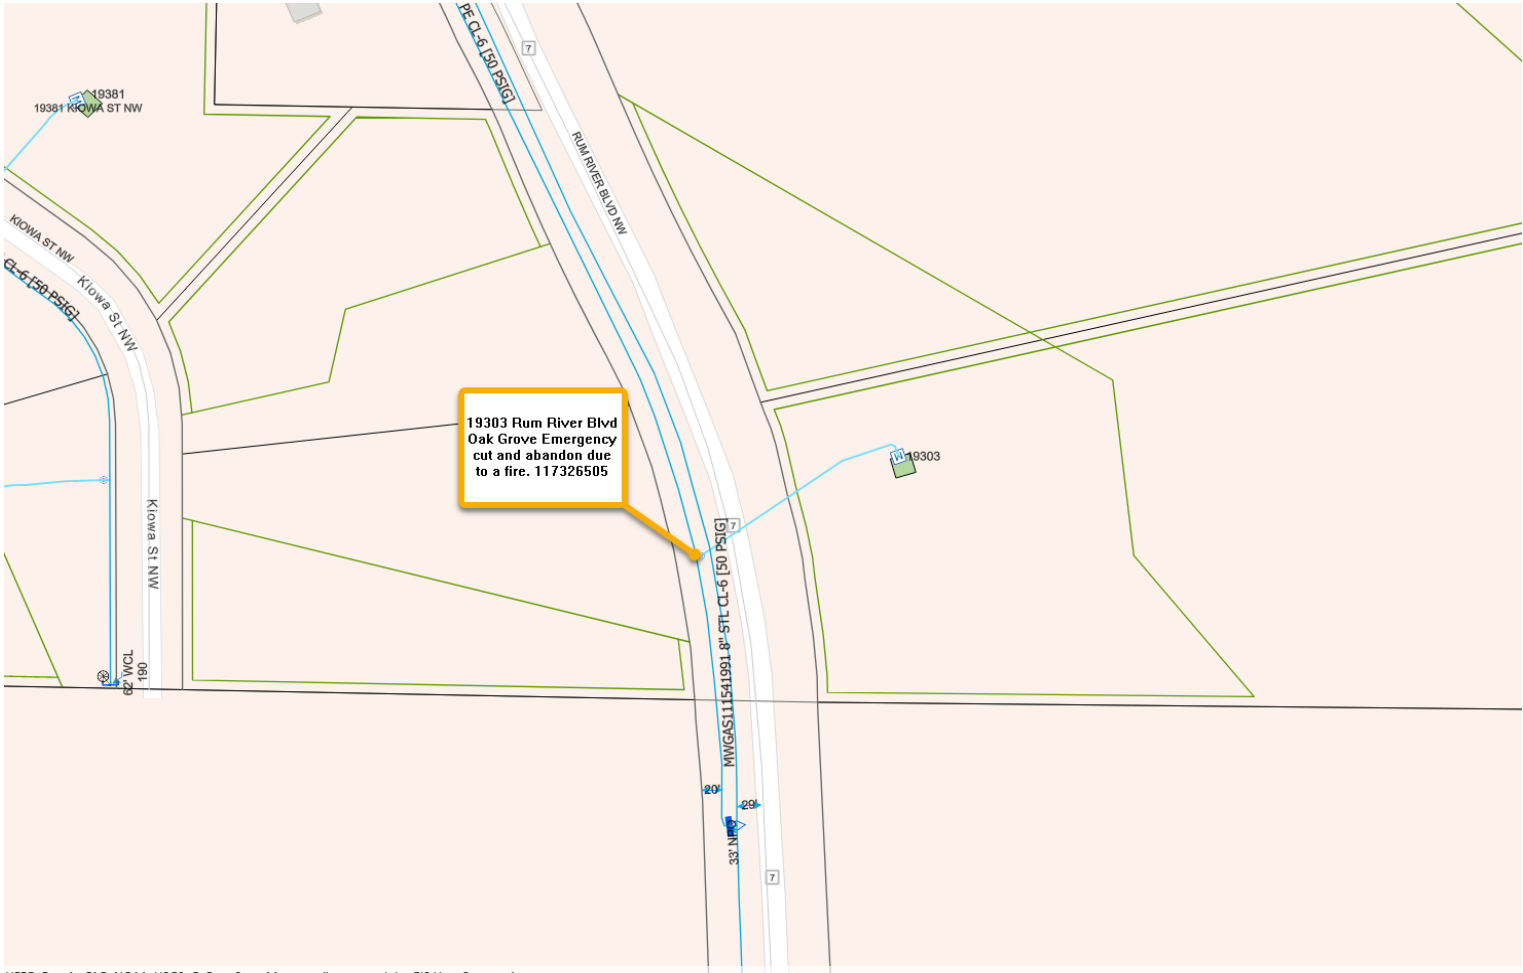 PE CL-6 [50 PSIG]
7
19381
M
19381 KIOWA ST NW
RUM RIVER BLVD NW
KIOWA ST NW
CL-6 [50 PSIG]
Kiowa St NW
19303 Rum River Blvd
Oak Grove Emergency
cut and abandon due
to a fire. 117326505
19303
7
Kiowa St NW
MWGAS111541991 8" STL CL-6 [50 PSIG]
62' WCL
190
20'
29'
33' NPO
7